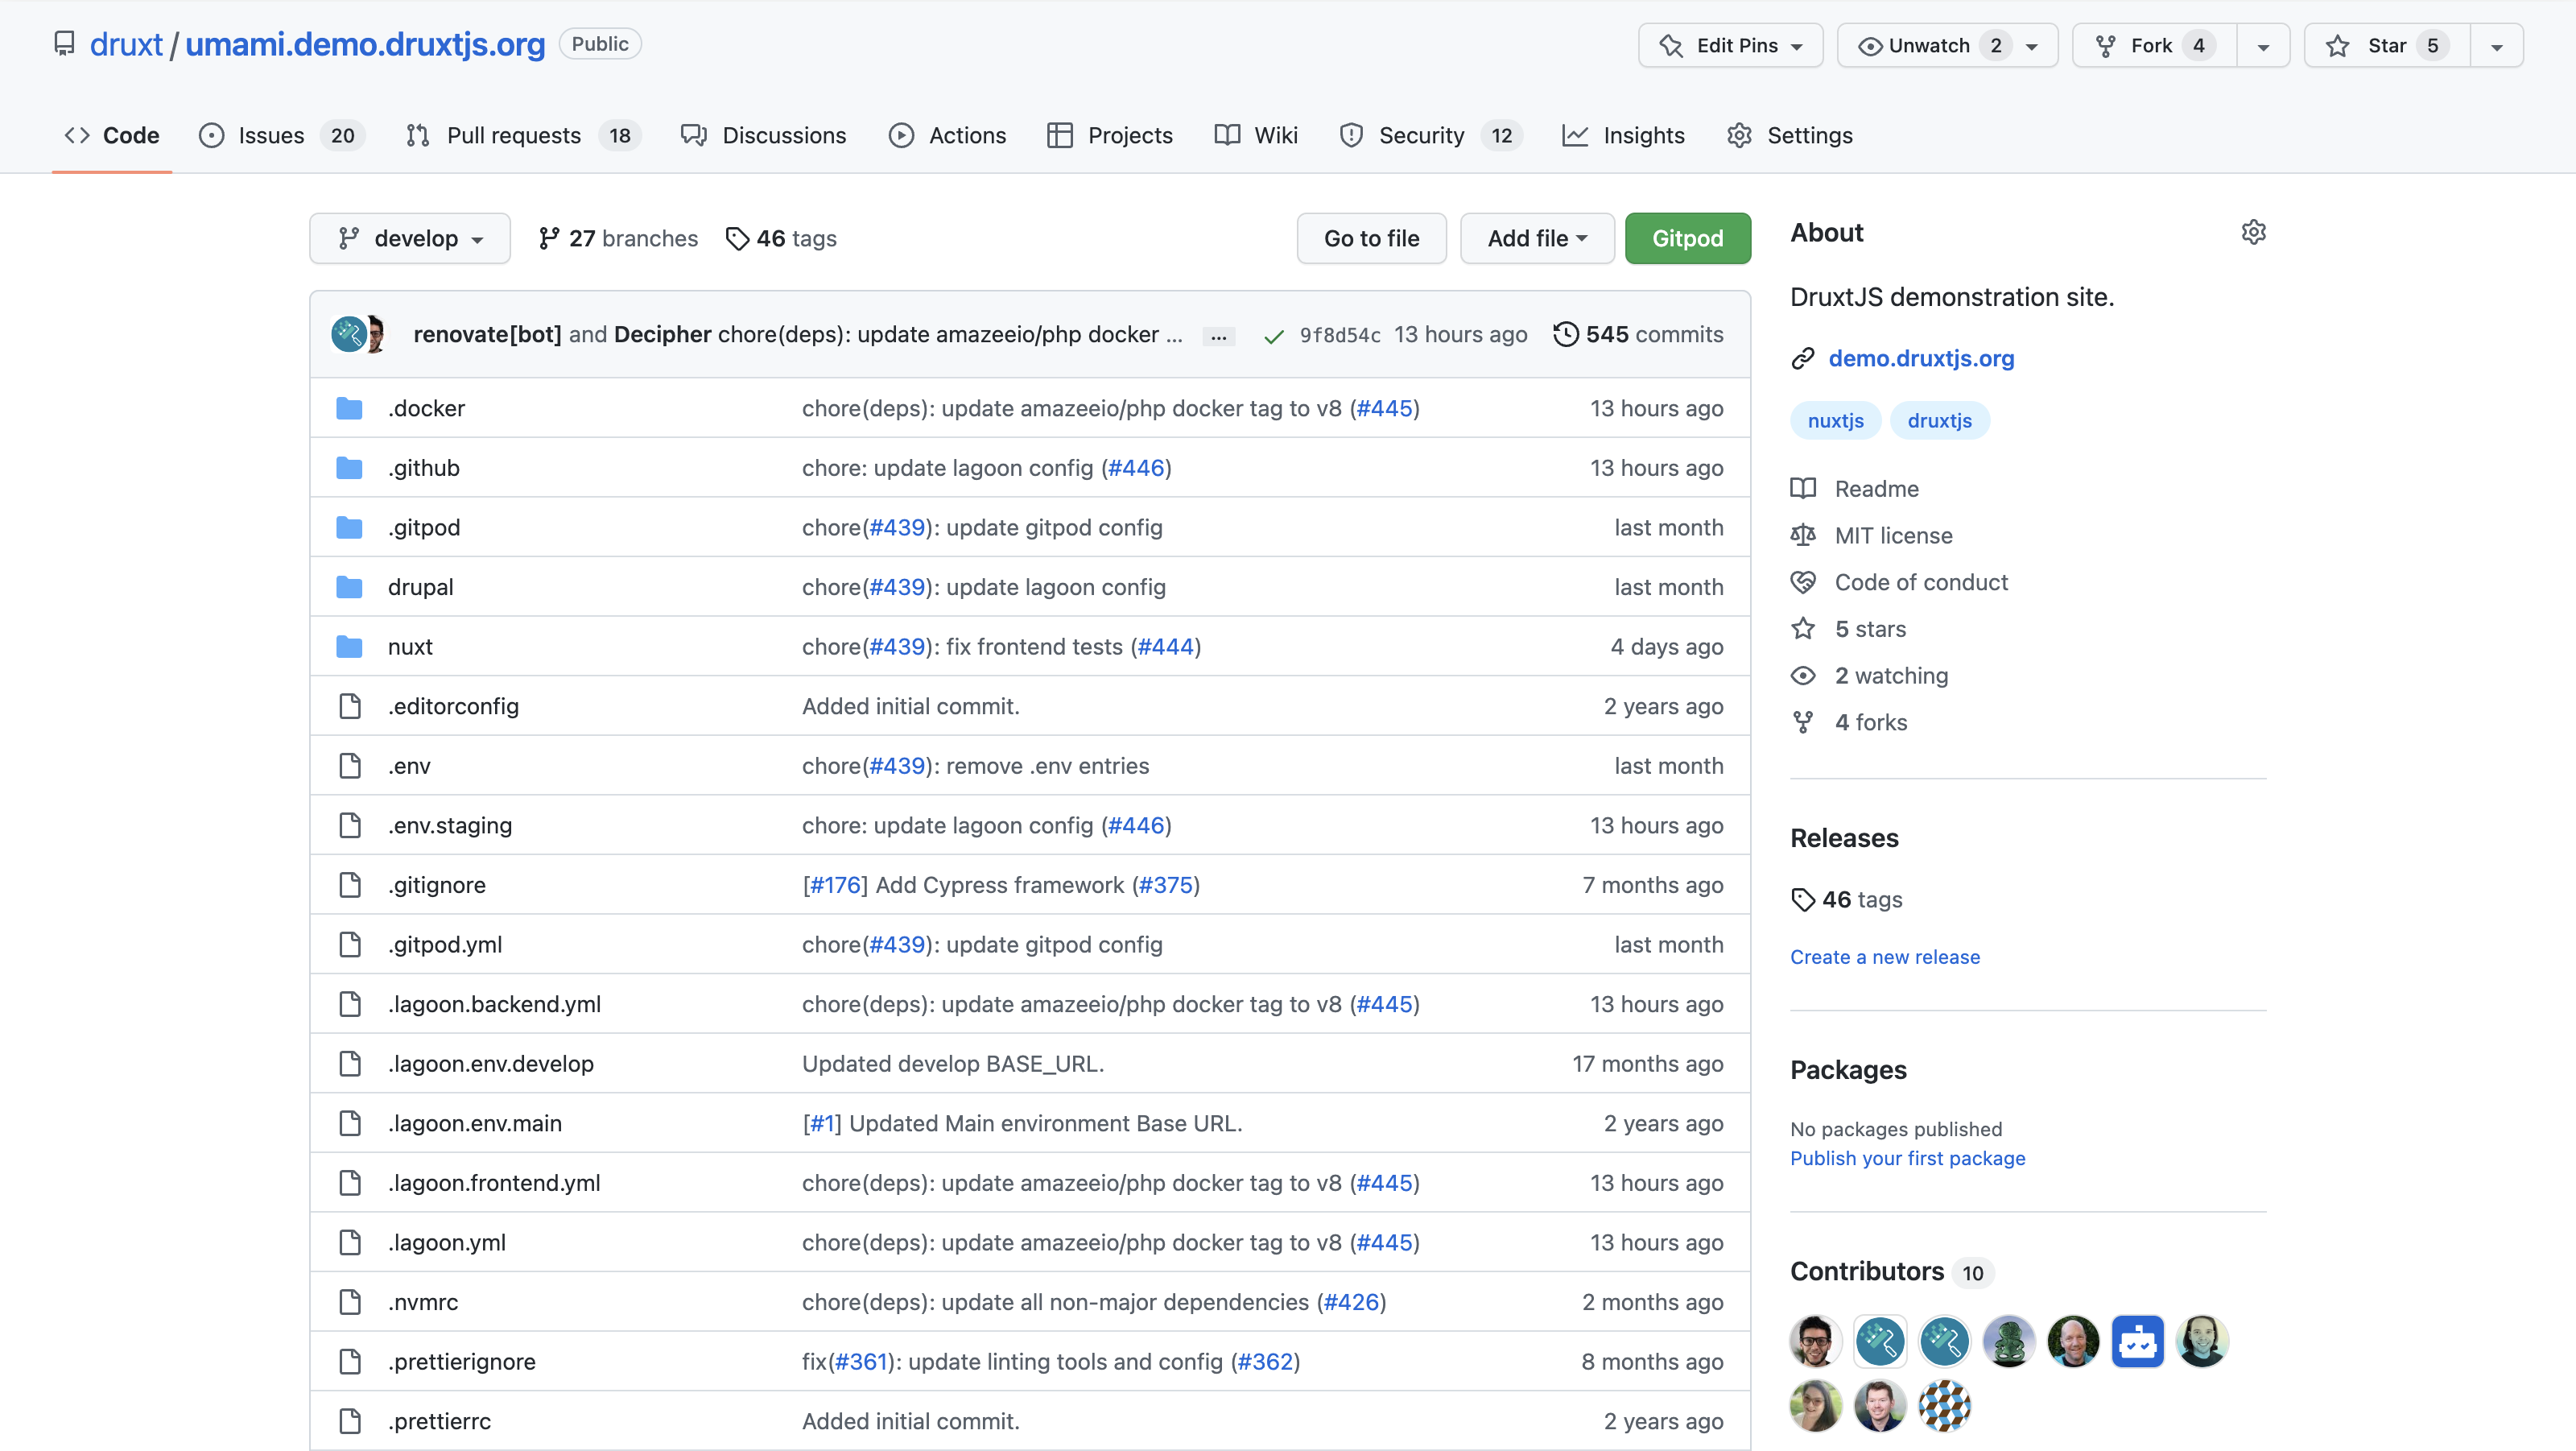 druxt / umami.demo.druxtjs.org Public Edit Pins Unwatch 2 Fork 4 Star 5
Code Issues 20 Pull requests 18 Discussions Actions Projects Wiki Security 12 Insights Settings
develop 27 branches 46 tags Go to file Add file Gitpod
renovate[bot] and Decipher chore(deps): update amazeeio/php docker ... ... 9f8d54c 13 hours ago 545 commits
.docker chore(deps): update amazeeio/php docker tag to v8 (#445) 13 hours ago
.github chore: update lagoon config (#446) 13 hours ago
.gitpod chore(#439): update gitpod config last month
drupal chore(#439): update lagoon config last month
nuxt chore(#439): fix frontend tests (#444) 4 days ago
.editorconfig Added initial commit. 2 years ago
.env chore(#439): remove .env entries last month
.env.staging chore: update lagoon config (#446) 13 hours ago
.gitignore [#176] Add Cypress framework (#375) 7 months ago
.gitpod.yml chore(#439): update gitpod config last month
.lagoon.backend.yml chore(deps): update amazeeio/php docker tag to v8 (#445) 13 hours ago
.lagoon.env.develop Updated develop BASE_URL. 17 months ago
.lagoon.env.main [#1] Updated Main environment Base URL. 2 years ago
.lagoon.frontend.yml chore(deps): update amazeeio/php docker tag to v8 (#445) 13 hours ago
.lagoon.yml chore(deps): update amazeeio/php docker tag to v8 (#445) 13 hours ago
.nvmrc chore(deps): update all non-major dependencies (#426) 2 months ago
.prettierignore fix(#361): update linting tools and config (#362) 8 months ago
.prettierrc Added initial commit. 2 years ago
About
DruxtJS demonstration site.
demo.druxtjs.org
nuxtjs druxtjs
Readme
MIT license
Code of conduct
5 stars
2 watching
4 forks
Releases
46 tags
Create a new release
Packages
No packages published
Publish your first package
Contributors 10